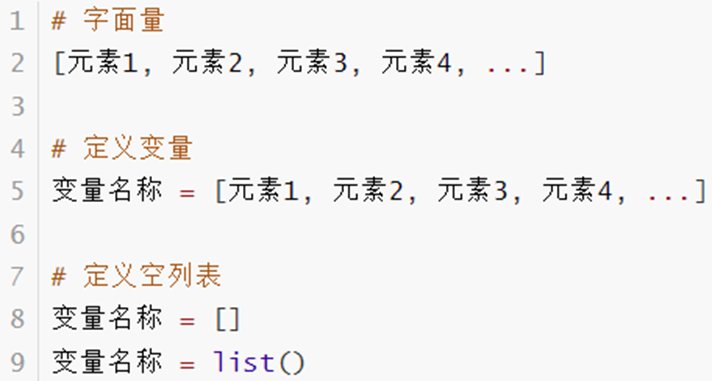 1 # 字面量
2 [元素1, 元素2, 元素3, 元素4, ...]
3
4 # 定义变量
5 变量名称 = [元素1, 元素2, 元素3, 元素4, ...]
6
7 # 定义空列表
8 变量名称 = []
9 变量名称 = list()